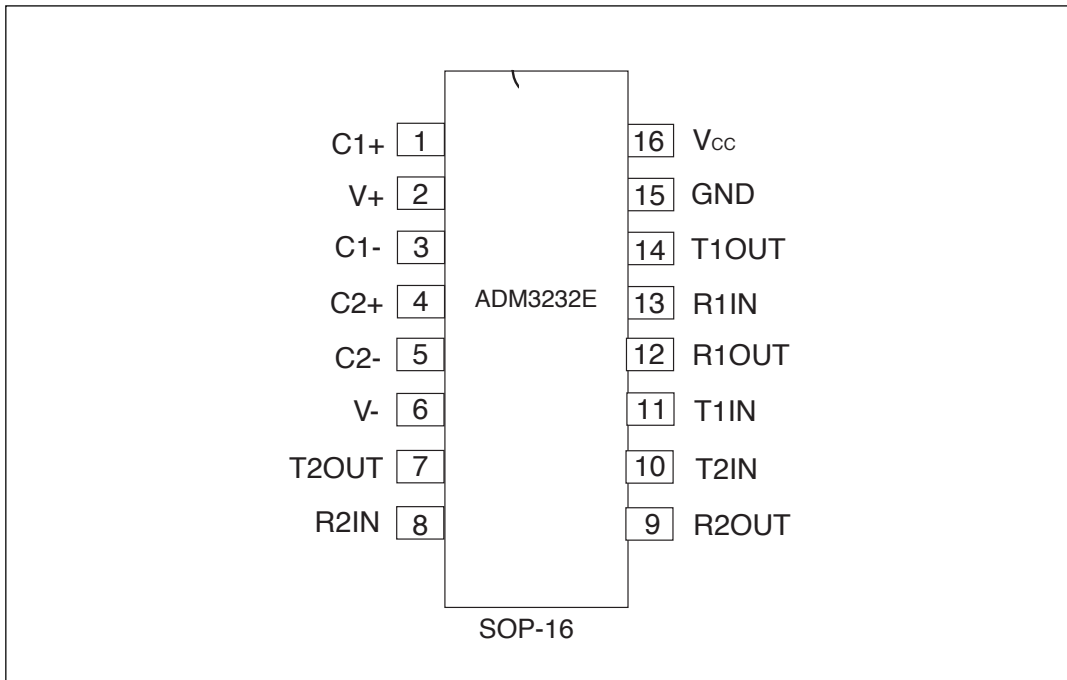 C1+ 1 16 Vcc
V+ 2 15 GND
C1- 3 14 T1OUT
C2+ 4 ADM3232E 13 R1IN
C2- 5 12 R1OUT
V- 6 11 T1IN
T2OUT 7 10 T2IN
R2IN 8 9 R2OUT
SOP-16